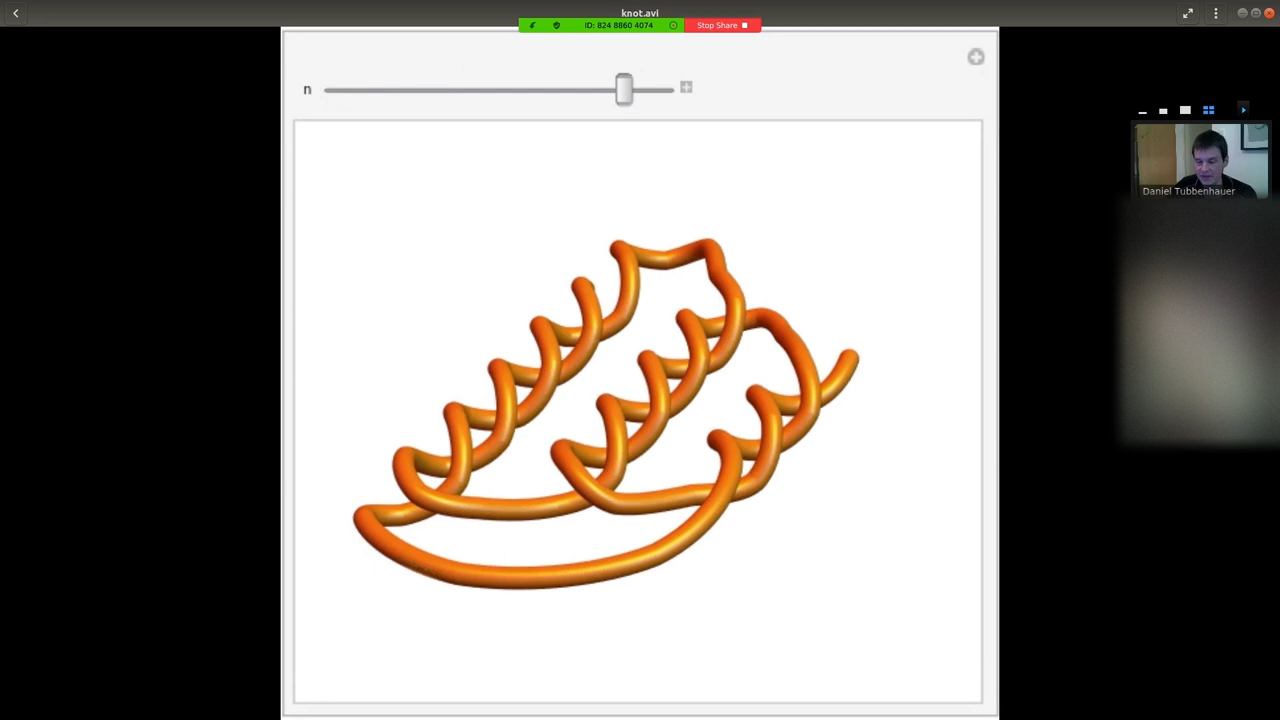 knot.avi
ID: 824 8860 4074
Stop Share
n
Daniel Tubbenhauer